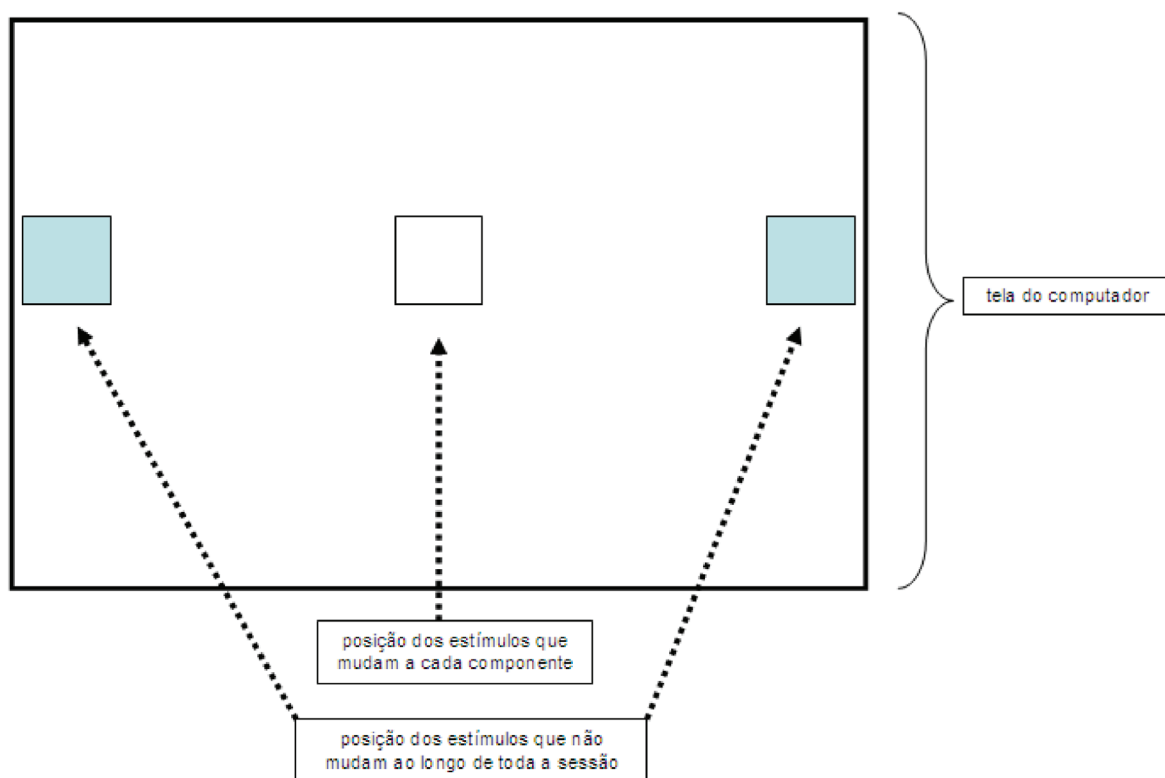 tela do computador
posição dos estímulos que
mudam a cada componente
posição dos estímulos que não
mudam ao longo de toda a sessão